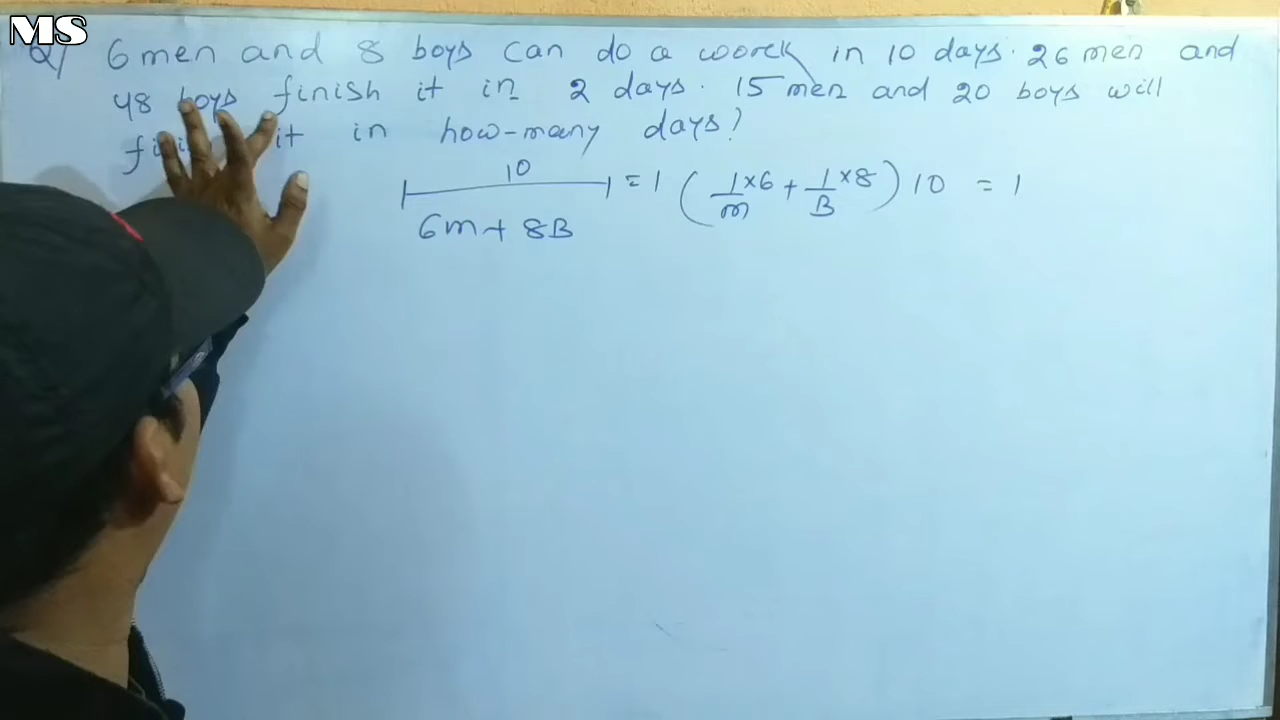 MS
Q) 6 men and 8 boys can do a woork in 10 days. 26 men and
48 boys finish it in 2 days. 15 men and 20 boys will
it in how-many days?
10
6m + 8B
= 1 (1/m × 6 + 1/B × 8) 10 = 1